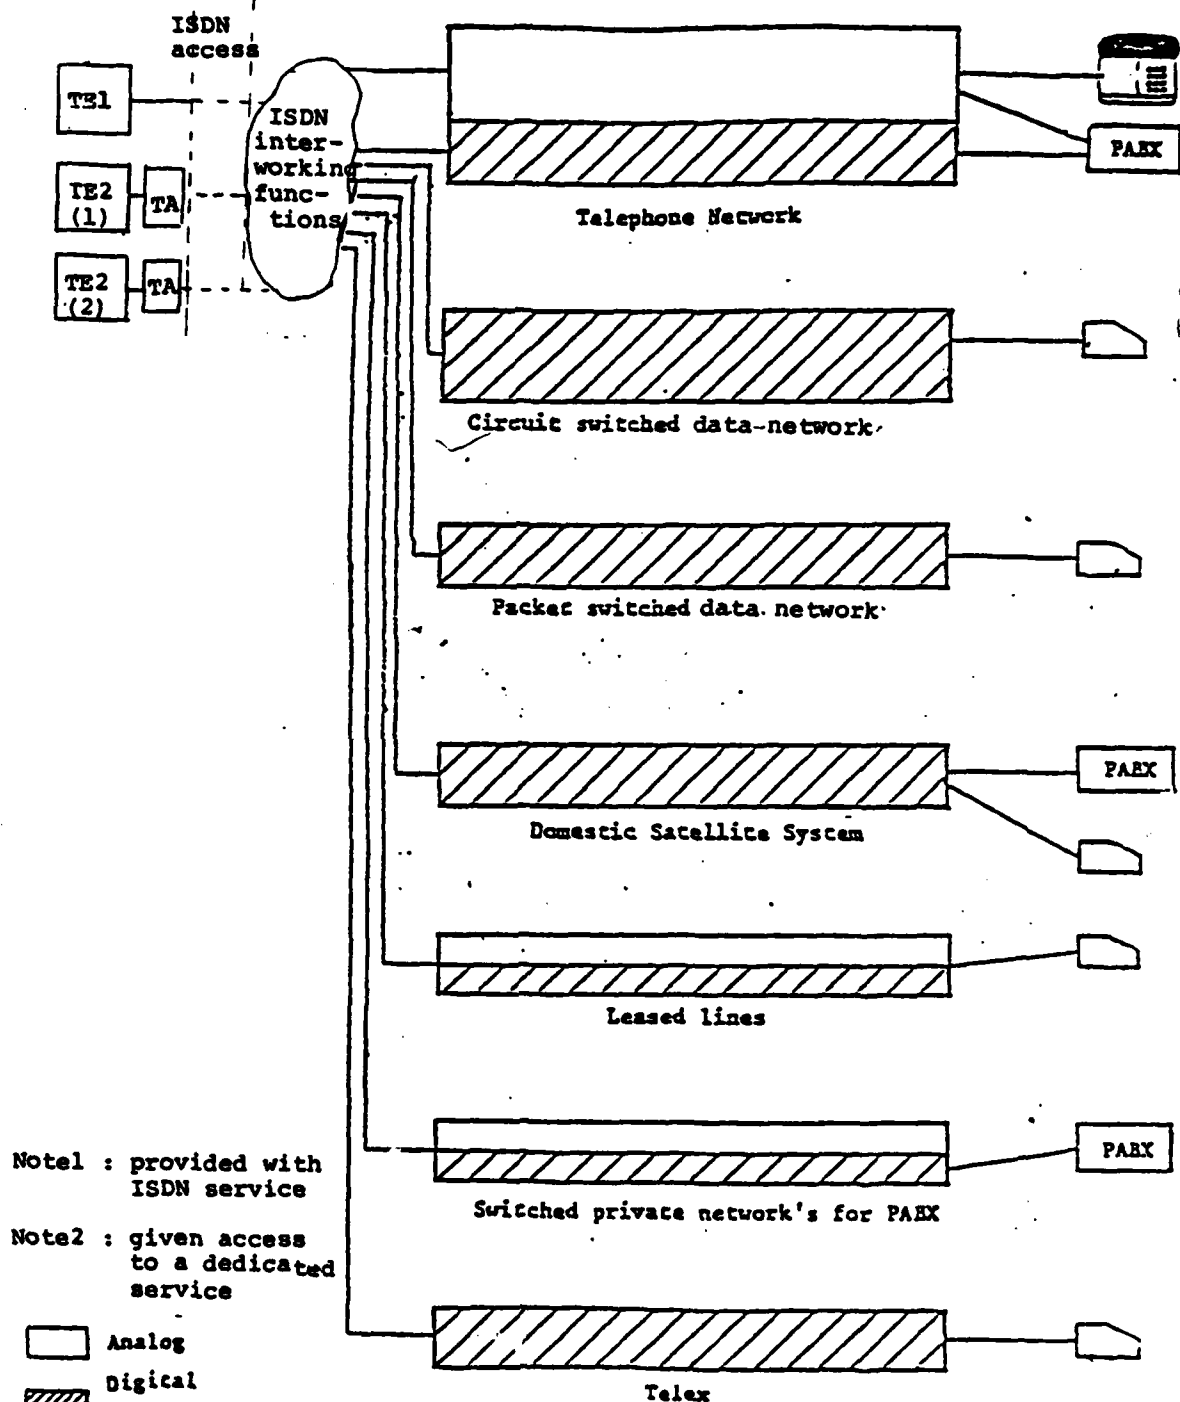 ISDN
access
TE1
TE2
(1)
TA
TE2
(2)
TA
ISDN
inter-
working
func-
tions
PABX
Telephone Network
Circuit switched data-network
Packet switched data network
PABX
Domestic Satellite System
Leased lines
PABX
Switched private network's for PABX
Telex
Note1 : provided with
ISDN service
Note2 : given access
to a dedicated
service
Analog
Digital